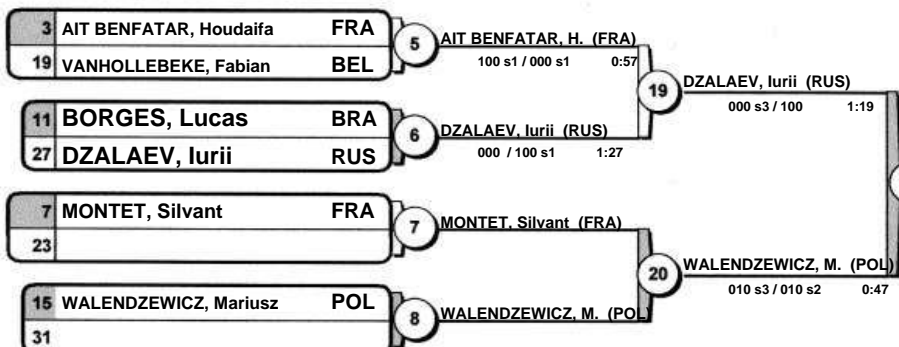 3 AIT BENFATAR, Houdaifa FRA
19 VANHOLLEBEKE, Fabian BEL
5
AIT BENFATAR, H. (FRA)
100 s1 / 000 s1 0:57
11 BORGES, Lucas BRA
27 DZALAEV, Iurii RUS
6
DZALAEV, Iurii (RUS)
000 / 100 s1 1:27
19
DZALAEV, Iurii (RUS)
000 s3 / 100 1:19
7 MONTET, Silvant FRA
23
7
MONTET, Silvant (FRA)
15 WALENDZEWICZ, Mariusz POL
31
8
WALENDZEWICZ, M. (POL)
20
WALENDZEWICZ, M. (POL)
010 s3 / 010 s2 0:47